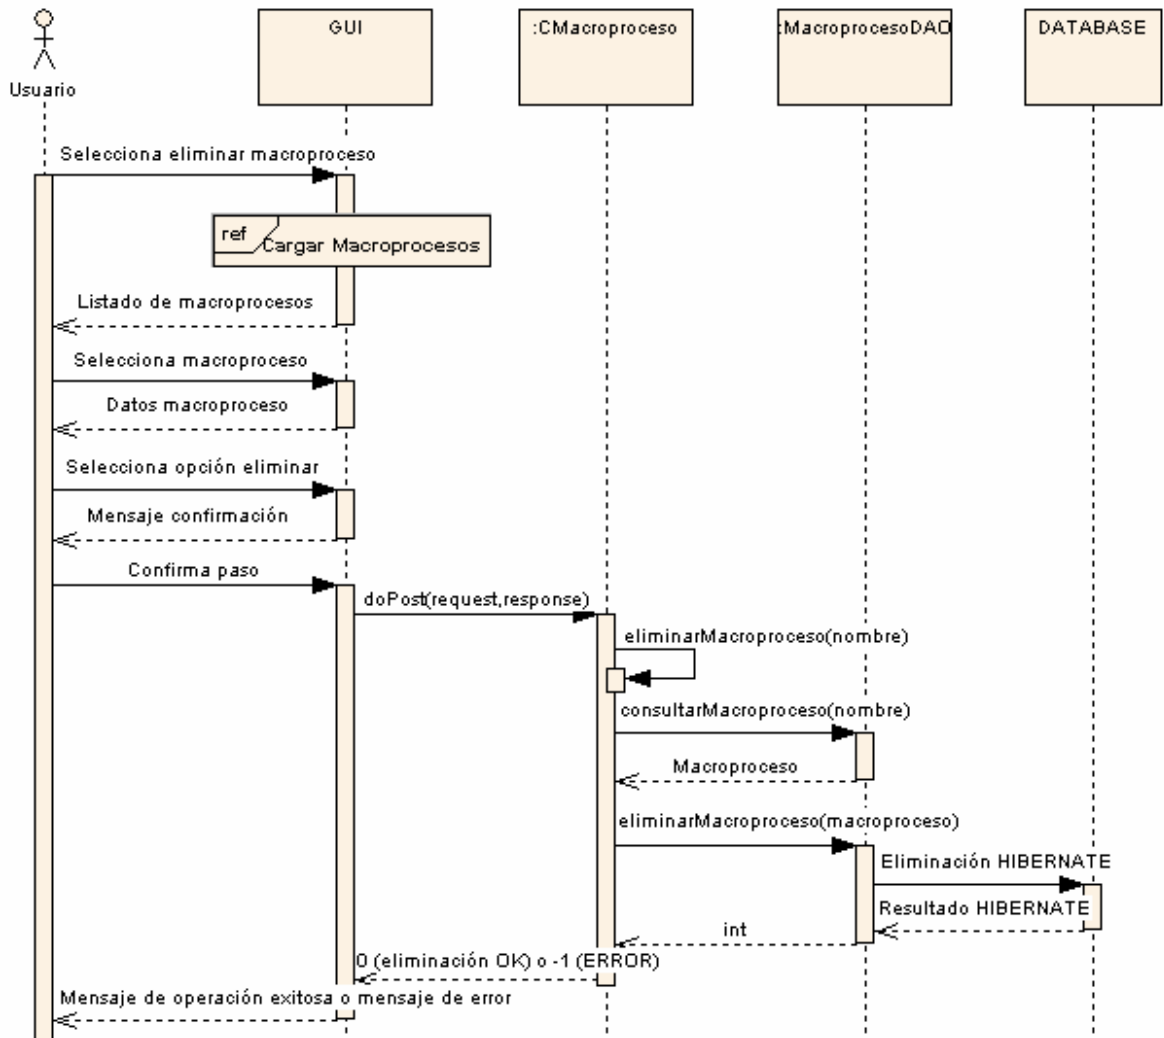 GUI
:CMacroproceso
:MacroprocesoDAO
DATABASE
Usuario
Selecciona eliminar macroproceso
ref
Cargar Macroprocesos
Listado de macroprocesos
Selecciona macroproceso
Datos macroproceso
Selecciona opción eliminar
Mensaje confirmación
Confirma paso
doPost(request,response)
eliminarMacroproceso(nombre)
consultarMacroproceso(nombre)
Macroproceso
eliminarMacroproceso(macroproceso)
Eliminación HIBERNATE
Resultado HIBERNATE
int
0 (eliminación OK) o -1 (ERROR)
Mensaje de operación exitosa o mensaje de error